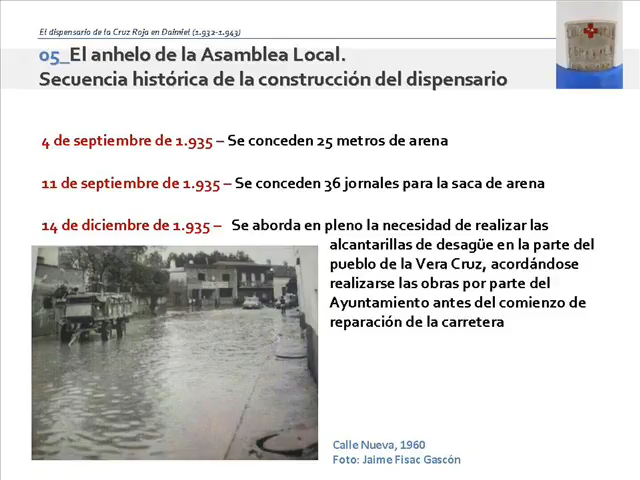 El dispensario de la Cruz Roja en Daimiel (1.932-1.943)
05_El anhelo de la Asamblea Local.
Secuencia histórica de la construcción del dispensario
4 de septiembre de 1.935 – Se conceden 25 metros de arena
11 de septiembre de 1.935 – Se conceden 36 jornales para la saca de arena
14 de diciembre de 1.935 – Se aborda en pleno la necesidad de realizar las
alcantarillas de desagüe en la parte del
pueblo de la Vera Cruz, acordándose
realizarse las obras por parte del
Ayuntamiento antes del comienzo de
reparación de la carretera
Calle Nueva, 1960
Foto: Jaime Fisac Gascón